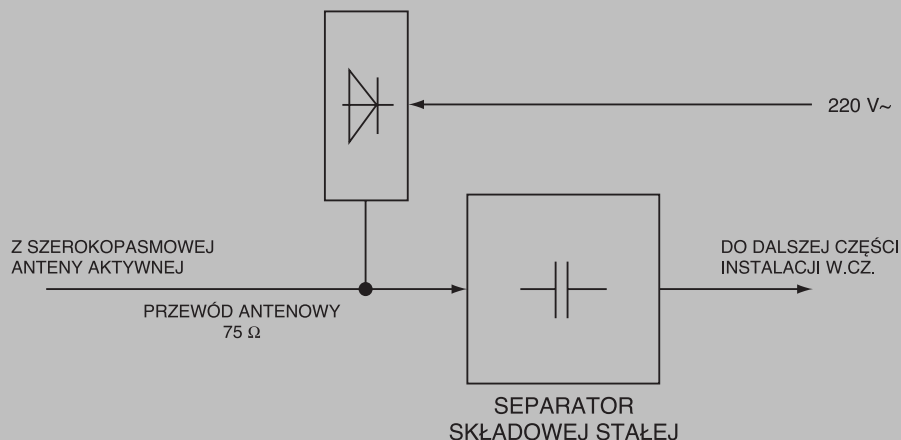 220 V~
Z SZEROKOPASMOWEJ
ANTENY AKTYWNEJ
DO DALSZEJ CZĘŚCI
INSTALACJI W.CZ.
PRZEWÓD ANTENOWY
75 Ω
SEPARATOR
SKŁADOWEJ STAŁEJ